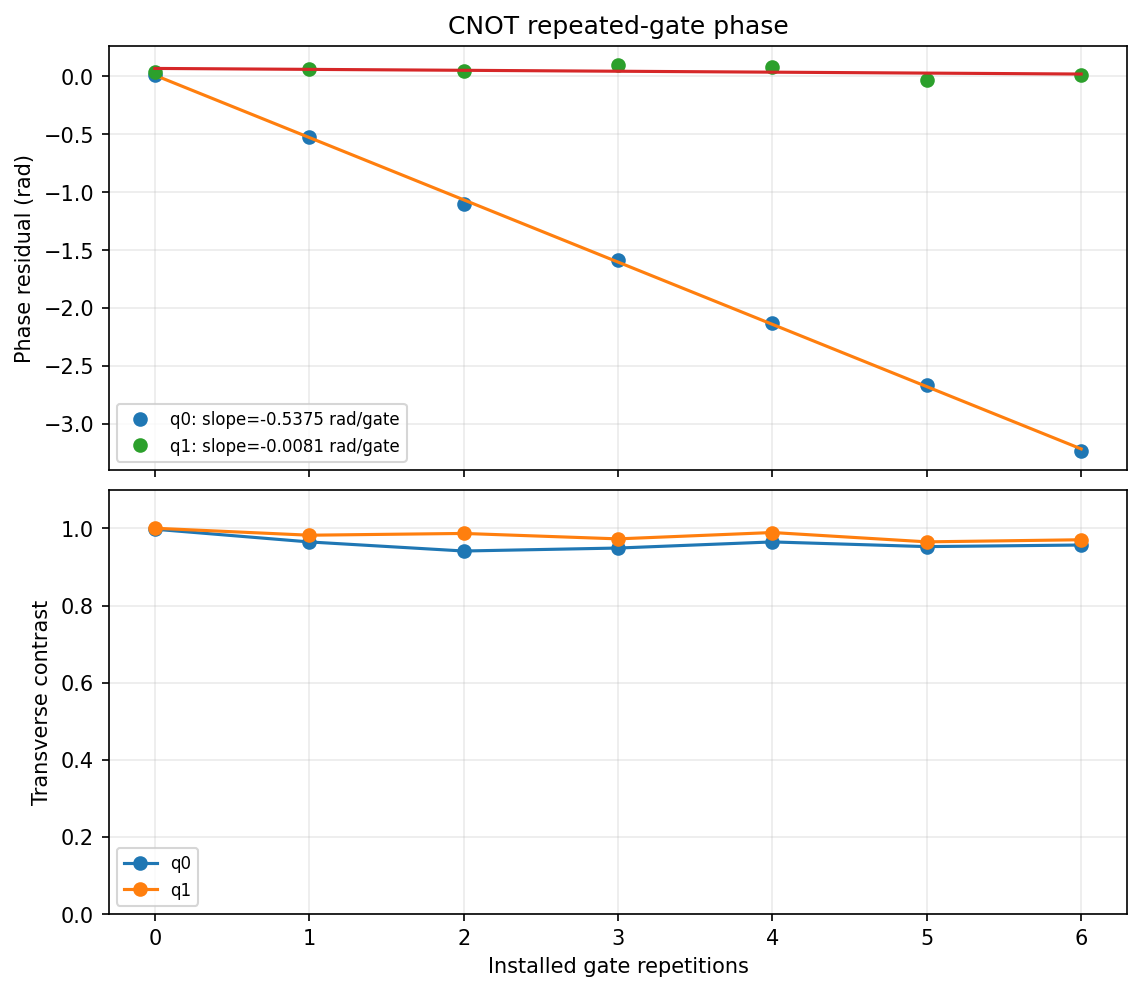 CNOT repeated-gate phase
Phase residual (rad)
0.0
−0.5
−1.0
−1.5
−2.0
−2.5
−3.0
q0: slope=-0.5375 rad/gate
q1: slope=-0.0081 rad/gate
Transverse contrast
1.0
0.8
0.6
0.4
0.2
0.0
q0
q1
0 1 2 3 4 5 6
Installed gate repetitions